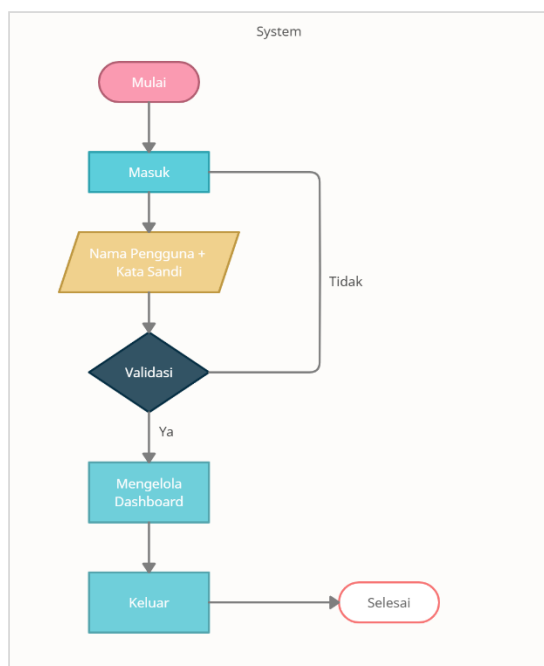 System
Mulai
Masuk
Nama Pengguna +
Kata Sandi
Tidak
Validasi
Ya
Mengelola
Dashboard
Keluar
Selesai